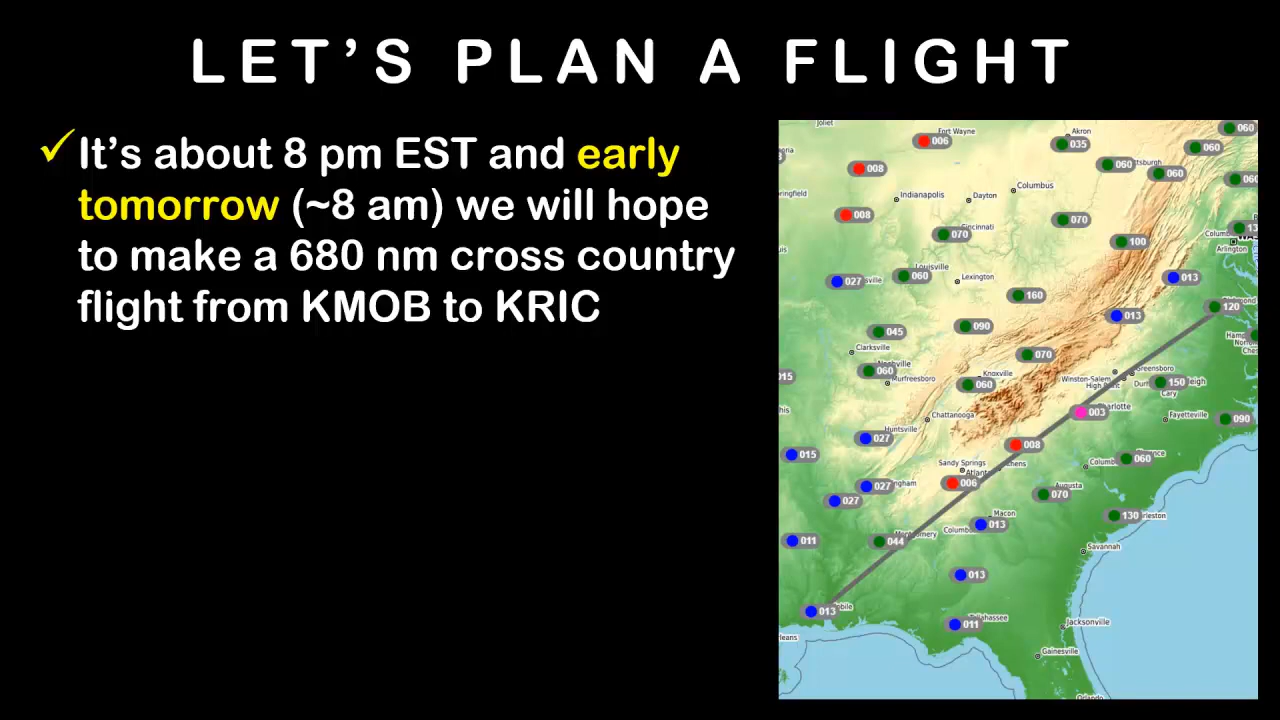 LET'S PLAN A FLIGHT
✓ It's about 8 pm EST and early
tomorrow (~8 am) we will hope
to make a 680 nm cross country
flight from KMOB to KRIC
Joliet
Fort Wayne
006
Akron
035
060
060
060
060
060
008
Indianapolis
Dayton
Columbus
008
070
070
100
Arlington
027
060
Louisville
Lexington
013
160
120
013
045
090
Clarksville
070
060
Murfreesboro
Knoxville
060
Winston-Salem
Greensboro
150
Cary
003
Fayetteville
090
Chattanooga
Huntsville
027
008
015
Sandy Springs
006
060
027
027
Augusta
070
Macon
013
130
011
044
Savannah
013
013
011
Jacksonville
Gainesville